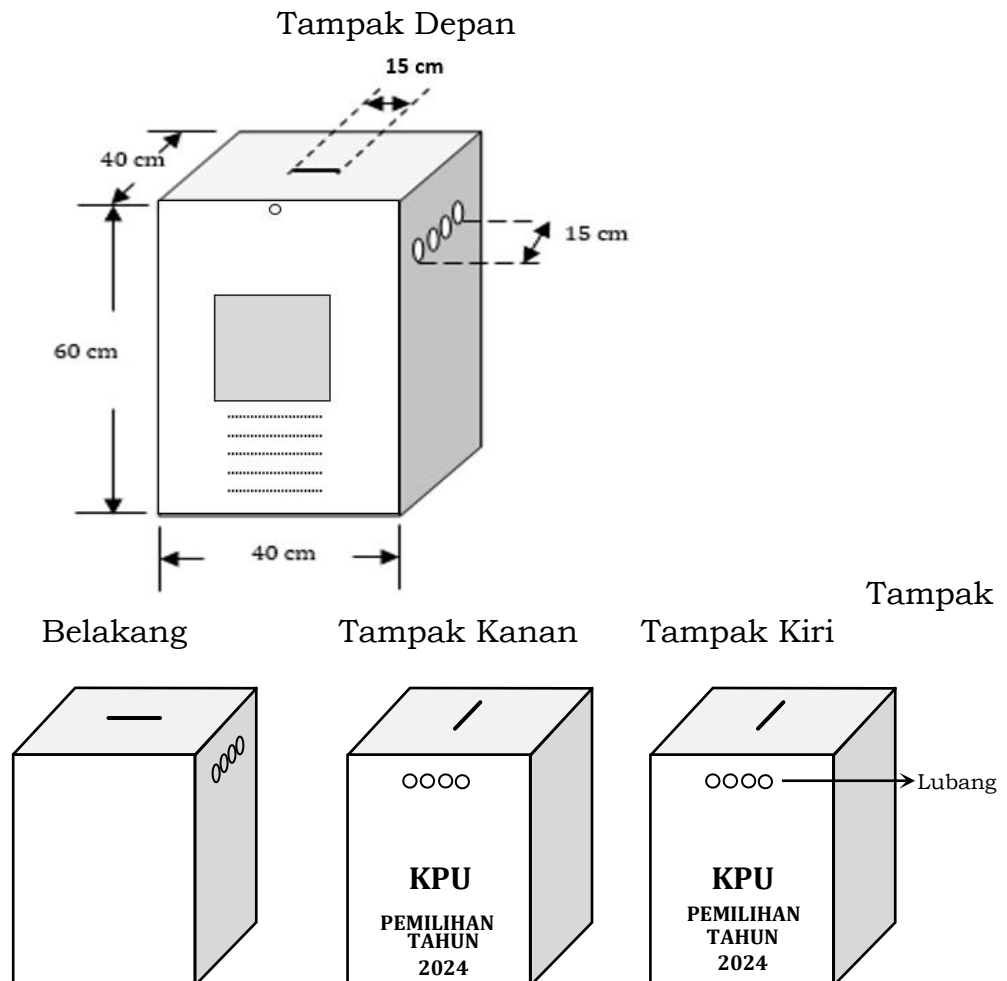 Tampak Depan
15 cm
40 cm
15 cm
60 cm
40 cm
Tampak
Belakang
Tampak Kanan
Tampak Kiri
Lubang
KPU
PEMILIHAN
TAHUN
2024
KPU
PEMILIHAN
TAHUN
2024